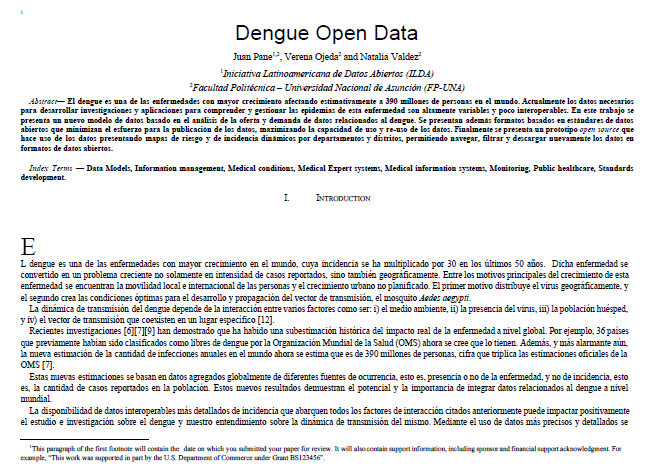 1
Dengue Open Data
Juan Pane1,2, Verena Ojeda2 and Natalia Valdez2
1Iniciativa Latinoamericana de Datos Abiertos (ILDA)
2Facultad Politécnica – Universidad Nacional de Asunción (FP-UNA)
Abstract— El dengue es una de las enfermedades con mayor crecimiento afectando estimativamente a 390 millones de personas en el mundo. Actualmente los datos necesarios
para desarrollar investigaciones y aplicaciones para comprender y gestionar las epidemias de esta enfermedad son altamente variables y poco interoperables. En este trabajo se
presenta un nuevo modelo de datos basado en el análisis de la oferta y demanda de datos relacionados al dengue. Se presentan además formatos basados en estándares de datos
abiertos que minimizan el esfuerzo para la publicación de los datos, maximizando la capacidad de uso y re-uso de los datos. Finalmente se presenta un prototipo open source que
hace uso de los datos presentando mapas de riesgo y de incidencia dinámicos por departamentos y distritos, permitiendo navegar, filtrar y descargar nuevamente los datos en
formatos de datos abiertos.
Index Terms — Data Models, Information management, Medical conditions, Medical Expert systems, Medical information systems, Monitoring, Public healthcare, Standards
development.
I. INTRODUCTION
E
L dengue es una de las enfermedades con mayor crecimiento en el mundo, cuya incidencia se ha multiplicado por 30 en los últimos 50 años. Dicha enfermedad se
convertido en un problema creciente no solamente en intensidad de casos reportados, sino también geográficamente. Entre los motivos principales del crecimiento de esta
enfermedad se encuentran la movilidad local e internacional de las personas y el crecimiento urbano no planificado. El primer motivo distribuye el virus geográficamente, y
el segundo crea las condiciones óptimas para el desarrollo y propagación del vector de transmisión, el mosquito Aedes aegypti.
La dinámica de transmisión del dengue depende de la interacción entre varios factores como ser: i) el medio ambiente, ii) la presencia del virus, iii) la población huésped,
y iv) el vector de transmisión que coexisten en un lugar específico [12].
Recientes investigaciones [6][7][9] han demostrado que ha habido una subestimación histórica del impacto real de la enfermedad a nivel global. Por ejemplo, 36 países
que previamente habían sido clasificados como libres de dengue por la Organización Mundial de la Salud (OMS) ahora se cree que lo tienen. Además, y más alarmante aún,
la nueva estimación de la cantidad de infecciones anuales en el mundo ahora se estima que es de 390 millones de personas, cifra que triplica las estimaciones oficiales de la
OMS [7].
Estas nuevas estimaciones se basan en datos agregados globalmente de diferentes fuentes de ocurrencia, esto es, presencia o no de la enfermedad, y no de incidencia, esto
es, la cantidad de casos reportados en la población. Estos nuevos resultados demuestran el potencial y la importancia de integrar datos relacionados al dengue a nivel
mundial.
La disponibilidad de datos interoperables más detallados de incidencia que abarquen todos los factores de interacción citados anteriormente puede impactar positivamente
el estudio e investigación sobre el dengue y nuestro entendimiento sobre la dinámica de transmisión del mismo. Mediante el uso de datos más precisos y detallados se
1This paragraph of the first footnote will contain the date on which you submitted your paper for review. It will also contain support information, including sponsor and financial support acknowledgment. For
example, "This work was supported in part by the U.S. Department of Commerce under Grant BS123456".